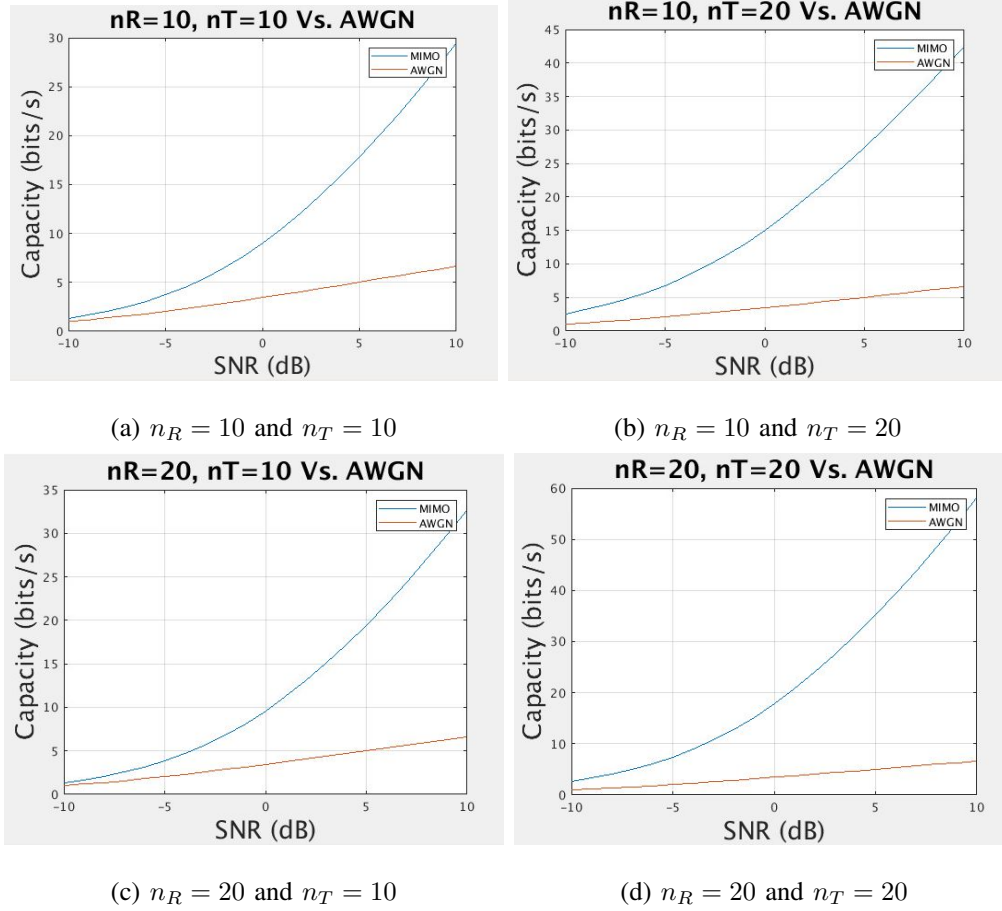 nR=10, nT=10 Vs. AWGN
30
25
20
15
10
5
0
Capacity (bits/s)
-10
-5
0
5
10
SNR (dB)
MIMO
AWGN
(a) n_R = 10 and n_T = 10
nR=10, nT=20 Vs. AWGN
45
40
35
30
25
20
15
10
5
0
Capacity (bits/s)
-10
-5
0
5
10
SNR (dB)
MIMO
AWGN
(b) n_R = 10 and n_T = 20
nR=20, nT=10 Vs. AWGN
35
30
25
20
15
10
5
0
Capacity (bits/s)
-10
-5
0
5
10
SNR (dB)
MIMO
AWGN
(c) n_R = 20 and n_T = 10
nR=20, nT=20 Vs. AWGN
60
50
40
30
20
10
0
Capacity (bits/s)
-10
-5
0
5
10
SNR (dB)
MIMO
AWGN
(d) n_R = 20 and n_T = 20